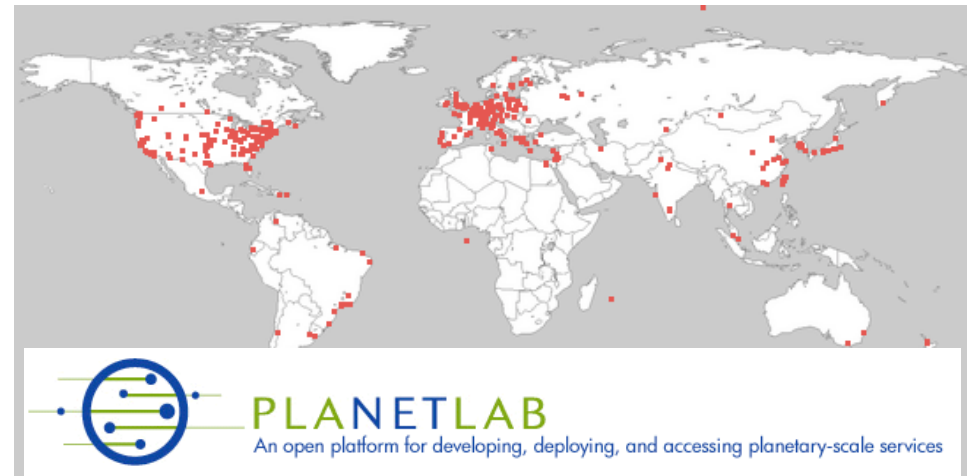 PLANETLAB
An open platform for developing, deploying, and accessing planetary-scale services